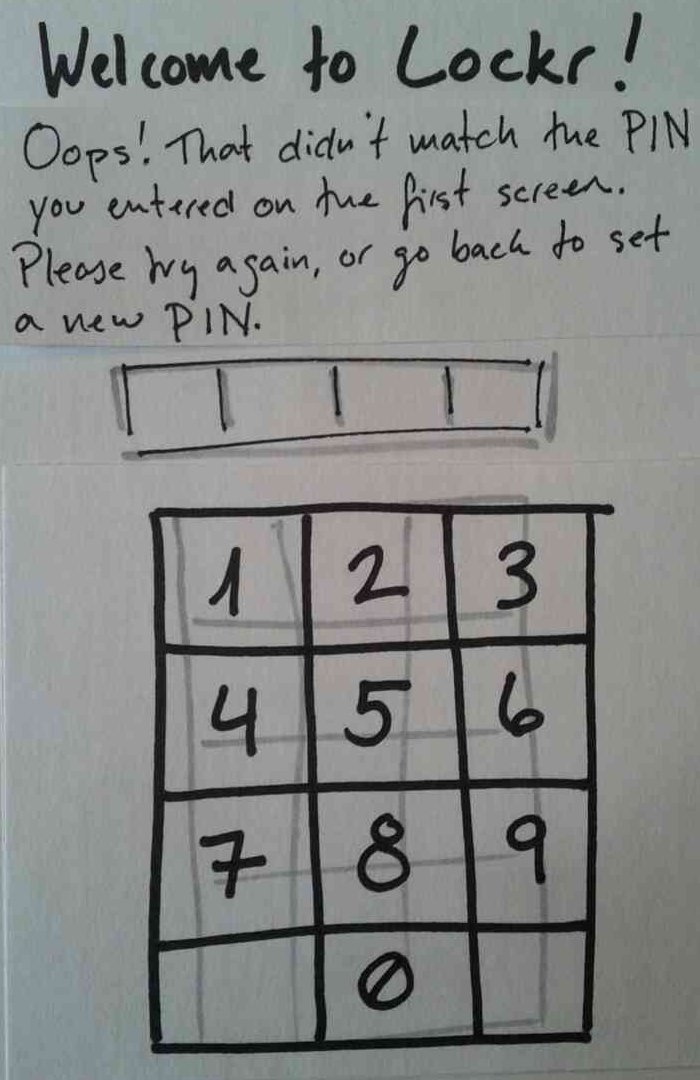 Welcome to Lockr!
Oops! That didn't match the PIN
you entered on the first screen.
Please try again, or go back to set
a new PIN.
1 2 3
4 5 6
7 8 9
0